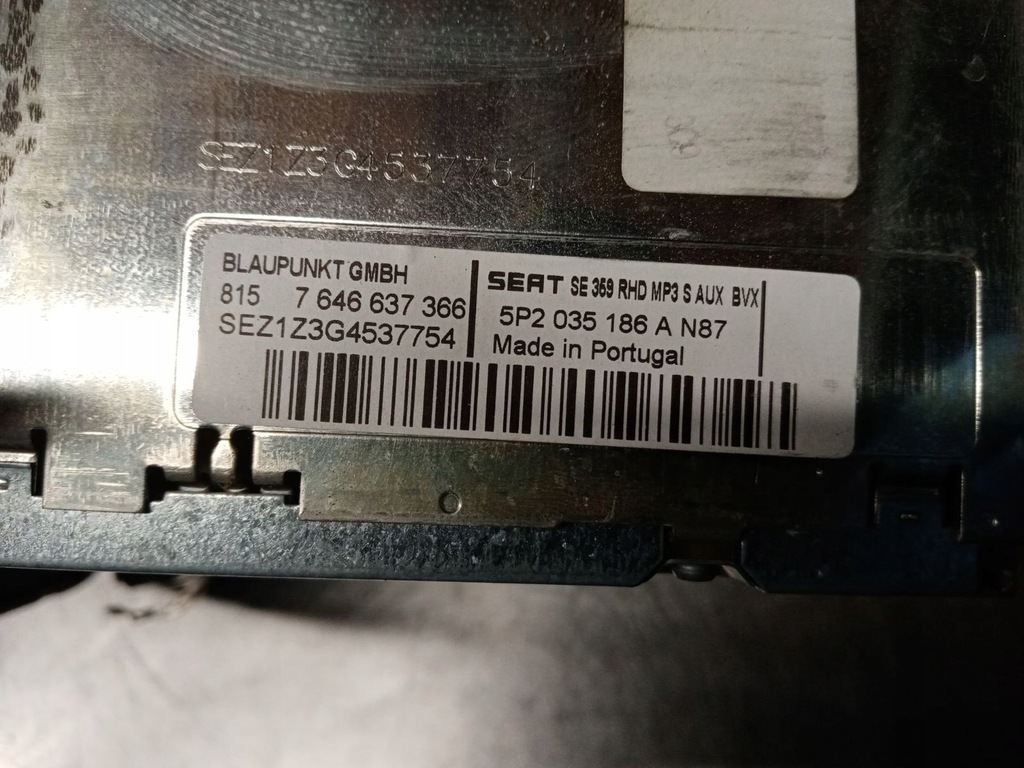 SEZ1Z3G4537754
BLAUPUNKT GMBH
815 7 646 637 366
SEZ1Z3G4537754
SEAT SE 359 RHD MP3 S AUX BVX
5P2 035 186 A N87
Made in Portugal